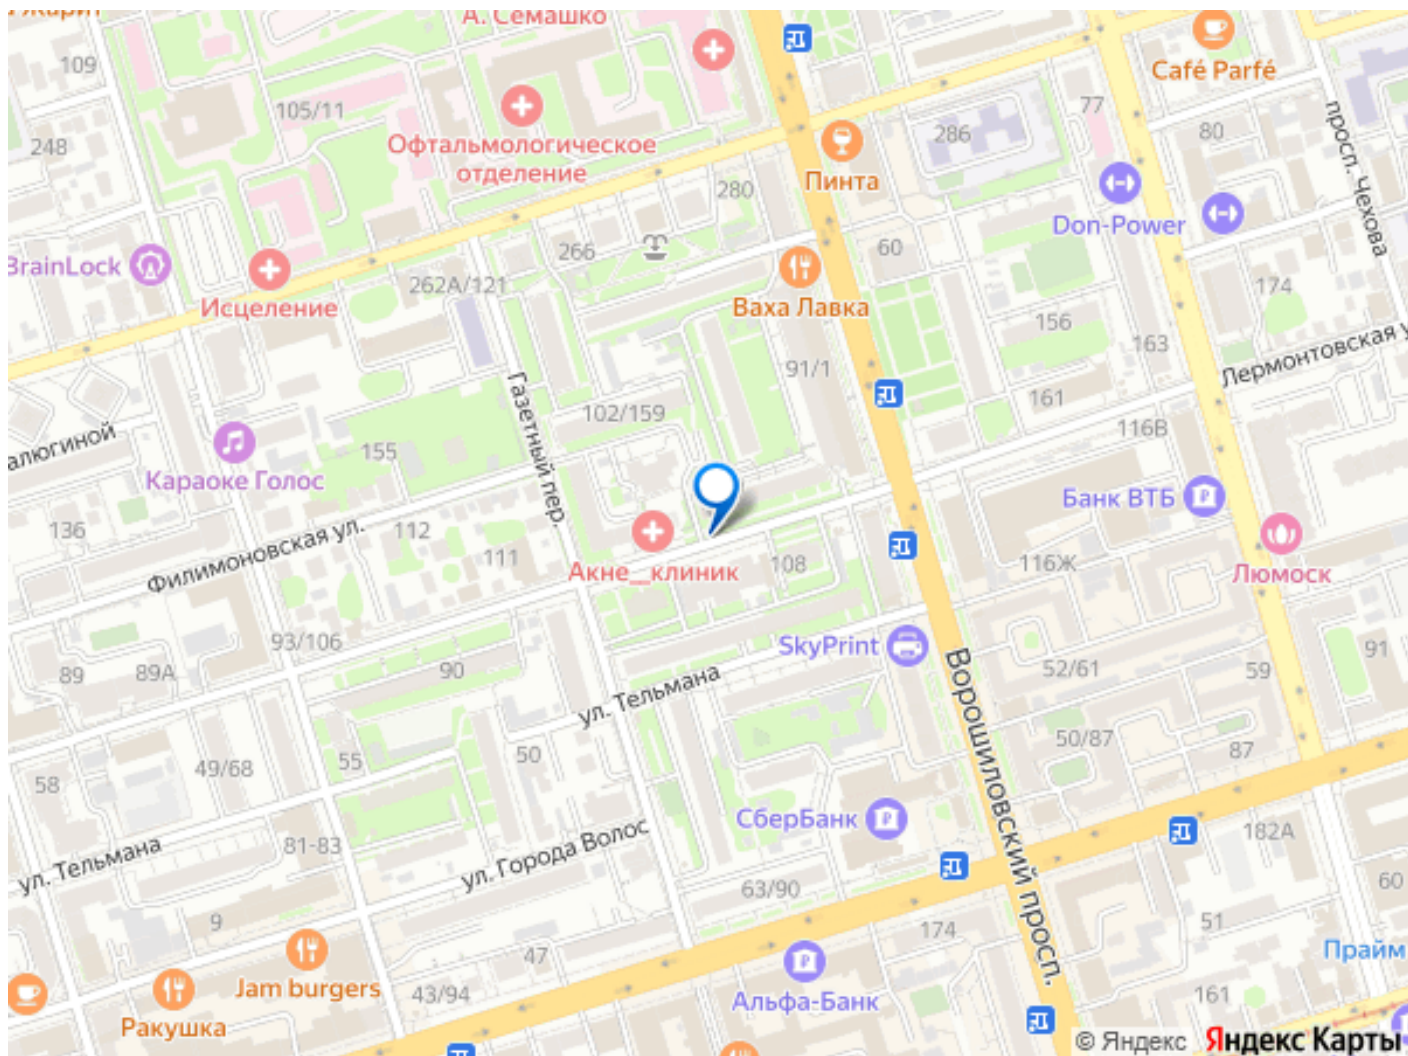 А. Семашко
109
105/11
248
Офтальмологическое
отделение
280
Пинта
286
77
80
Café Parfé
просп. Чехова
Don-Power
60
266
BrainLock
Исцеление
262А/121
Ваха Лавка
174
156
163
Лермонтовская
91/1
161
116В
102/159
Газетный пер.
155
Караоке Голос
136
Филимоновская ул.
112
111
Акне_клиник
108
Банк ВТБ
116Ж
Люмоск
93/106
89
89А
90
SkyPrint
52/61
59
91
ул. Тельмана
Ворошиловский просп.
50/87
87
58
49/68
55
50
СберБанк
182А
81-83
ул. Тельмана
ул. Города Волос
63/90
60
9
47
174
51
Прайм
Jam burgers
43/94
Альфа-Банк
161
Ракушка
© Яндекс
Яндекс Карты